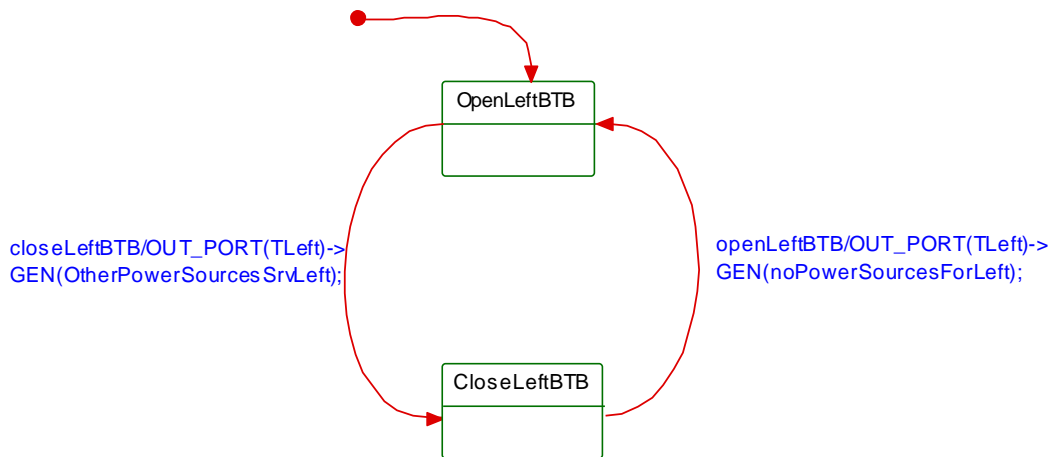 OpenLeftBTB
closeLeftBTB/OUT_PORT(TLeft)->
GEN(OtherPowerSourcesSrvLeft);
openLeftBTB/OUT_PORT(TLeft)->
GEN(noPowerSourcesForLeft);
CloseLeftBTB